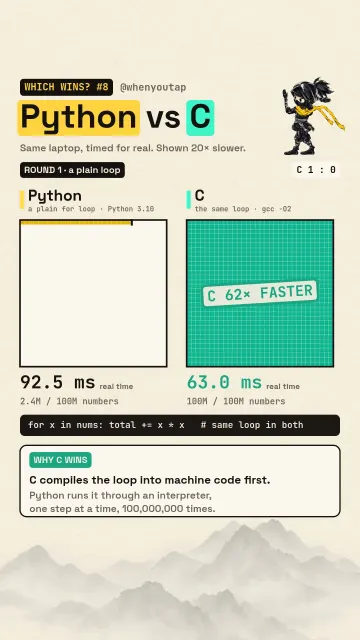 WHICH WINS? #8 @whenyoutap
Python vs C
Same laptop, timed for real. Shown 20× slower.
ROUND 1 · a plain loop
C 1 : 0
Python
a plain for loop · Python 3.10
C
the same loop · gcc -O2
C 62× FASTER
92.5 ms real time
2.4M / 100M numbers
63.0 ms real time
100M / 100M numbers
for x in nums: total += x * x # same loop in both
WHY C WINS
C compiles the loop into machine code first.
Python runs it through an interpreter,
one step at a time, 100,000,000 times.